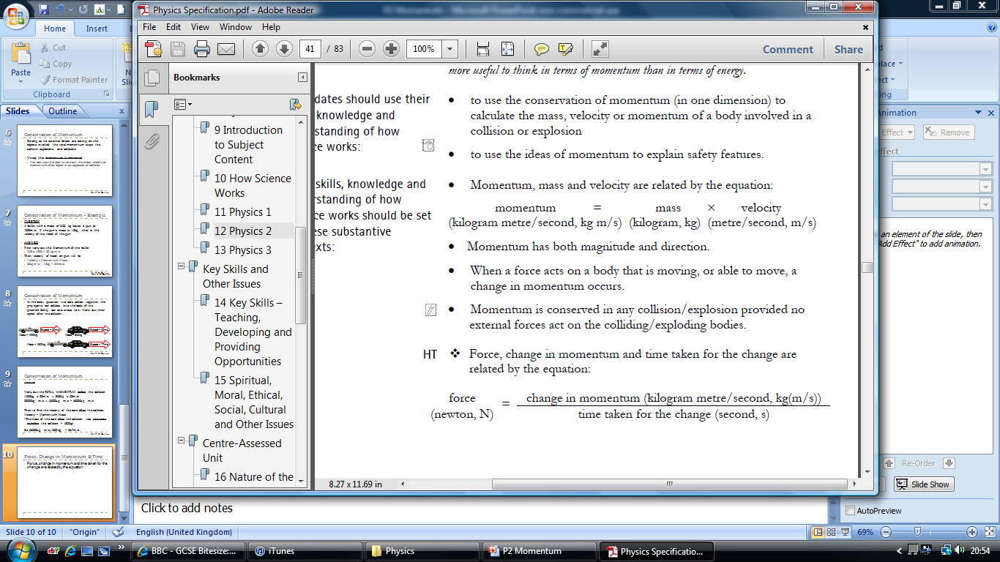 Physics Specification.pdf - Adobe Reader
File Edit View Window Help
41 / 83 100% Comment Share
Home Insert
Paste
Cut
Copy
Format Painter
Clipboard
Slides Outline
6
Conservation of Momentum
7
Conservation of Momentum - Example
QUESTION
ANSWER
8
Conservation of Momentum
9
Conservation of Momentum
10
Force, Change in Momentum & Time
Force, change in momentum and time taken for the
change are related by the equation:
Bookmarks
9 Introduction
to Subject
Content
10 How Science
Works
11 Physics 1
12 Physics 2
13 Physics 3
Key Skills and
Other Issues
14 Key Skills –
Teaching,
Developing and
Providing
Opportunities
15 Spiritual,
Moral, Ethical,
Social, Cultural
and Other Issues
Centre-Assessed
Unit
16 Nature of the
dates should use their
knowledge and
standing of how
ce works:
skills, knowledge and
rstanding of how
ce works should be set
ese substantive
exts:
more useful to think in terms of momentum than in terms of energy.
• to use the conservation of momentum (in one dimension) to
calculate the mass, velocity or momentum of a body involved in a
collision or explosion
• to use the ideas of momentum to explain safety features.
• Momentum, mass and velocity are related by the equation:
momentum = mass × velocity
(kilogram metre/second, kg m/s) (kilogram, kg) (metre/second, m/s)
• Momentum has both magnitude and direction.
• When a force acts on a body that is moving, or able to move, a
change in momentum occurs.
• Momentum is conserved in any collision/explosion provided no
external forces act on the colliding/exploding bodies.
HT ❖ Force, change in momentum and time taken for the change are
related by the equation:
force
(newton, N)
=
change in momentum (kilogram metre/second, kg(m/s))
time taken for the change (second, s)
8.27 x 11.69 in
Animation
Effect
Remove
effect
an element of the slide, then
"Add Effect" to add animation.
Re-Order
Slide Show
AutoPreview
Click to add notes
Slide 10 of 10 "Origin" English (United Kingdom) 69%
BBC - GCSE Bitesize:... iTunes Physics P2 Momentum Physics Specificatio... 20:54